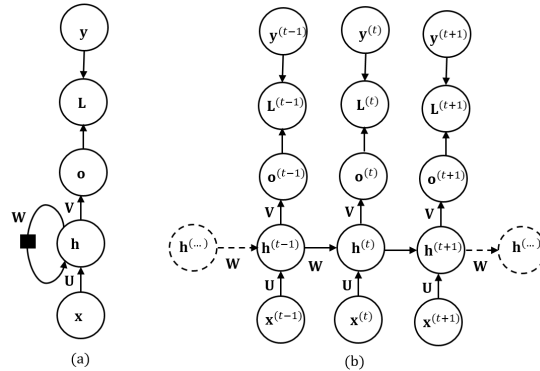 y
y^(t−1) y^(t) y^(t+1)
L
L^(t−1) L^(t) L^(t+1)
o
o^(t−1) o^(t) o^(t+1)
V V V V
W
h
h^(...) h^(t−1) h^(t) h^(t+1) h^(...)
W W W
U U U U
x
x^(t−1) x^(t) x^(t+1)
(a) (b)